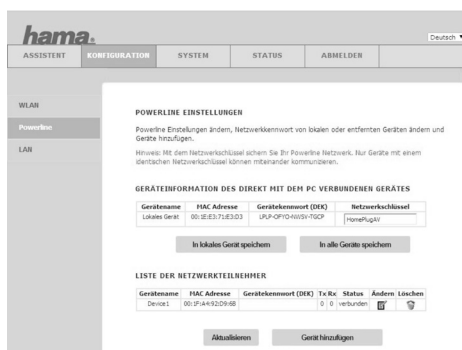 hama®
Deutsch
ASSISTENT KONFIGURATION SYSTEM STATUS ABMELDEN
WLAN
Powerline
LAN
POWERLINE EINSTELLUNGEN
Powerline Einstellungen ändern, Netzwerkkennwort von lokalen oder entfernten Geräten ändern und
Geräte hinzufügen.
Hinweis: Mit dem Netzwerkschlüssel sichern Sie Ihr Powerline Netzwerk. Nur Geräte mit einem
identischen Netzwerkschlüssel können miteinander kommunizieren.
GERÄTEINFORMATION DES DIREKT MIT DEM PC VERBUNDENEN GERÄTES
Gerätename MAC Adresse Gerätekennwort (DEK) Netzwerkschlüssel
Lokales Gerät 00:1E:E3:71:E3:D3 HomePlugAV
In lokales Gerät speichern In alle Geräte speichern
LISTE DER NETZWERKTEILNEHMER
Gerätename MAC Adresse Gerätekennwort (DEK) Tx Rx Status Ändern Löschen
Device1 00:1F:A4:92:D9:6B 0 0 verbunden
Aktualisieren Gerät hinzufügen